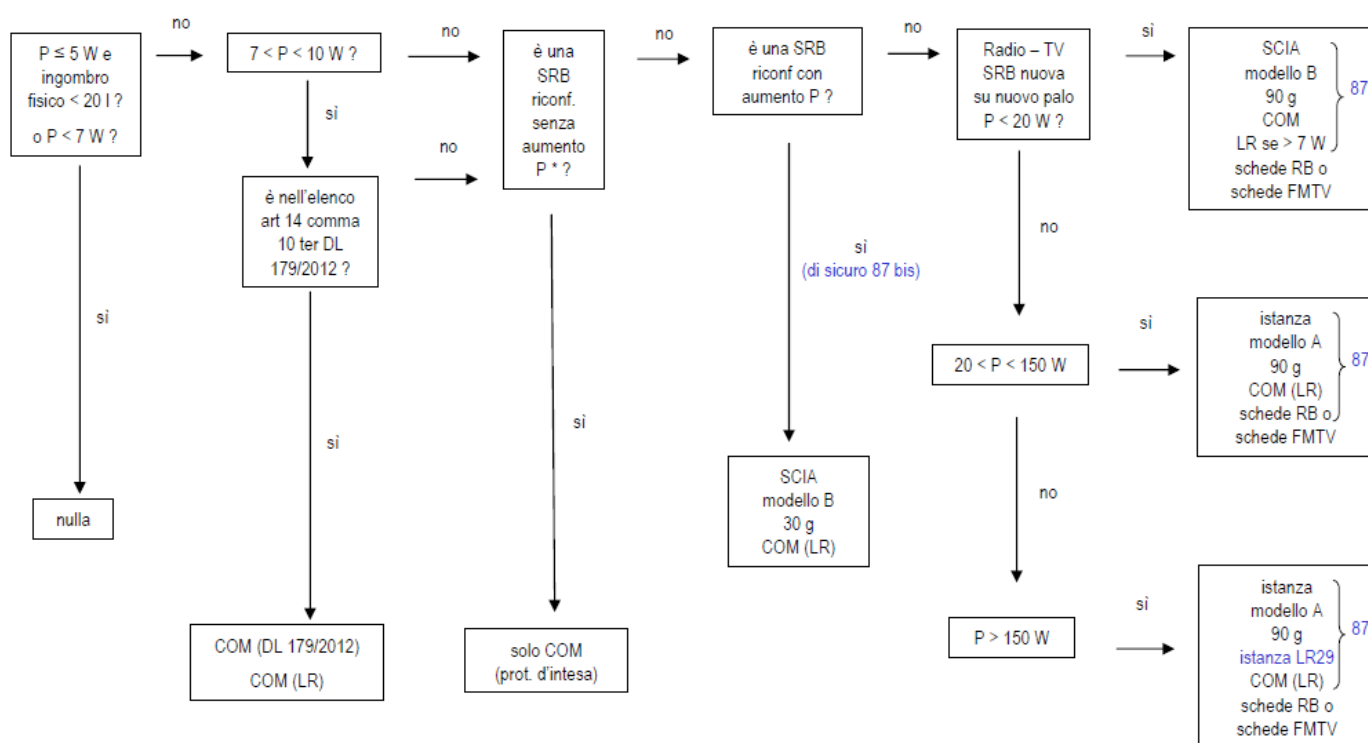 P ≤ 5 W e
ingombro
fisico < 20 l ?
o P < 7 W ?
no
7 < P < 10 W ?
no
è una
SRB
riconf.
senza
aumento
P * ?
no
è una SRB
riconf con
aumento P ?
no
Radio – TV
SRB nuova
su nuovo palo
P < 20 W ?
sì
SCIA
modello B
90 g
COM
LR se > 7 W
schede RB o
schede FMTV
87
sì
no
è nell'elenco
art 14 comma
10 ter DL
179/2012 ?
sì
sì
sì
sì
(di sicuro 87 bis)
no
20 < P < 150 W
sì
istanza
modello A
90 g
COM (LR)
schede RB o
schede FMTV
87
nulla
SCIA
modello B
30 g
COM (LR)
no
COM (DL 179/2012)
COM (LR)
solo COM
(prot. d'intesa)
P > 150 W
sì
istanza
modello A
90 g
istanza LR29
COM (LR)
schede RB o
schede FMTV
87